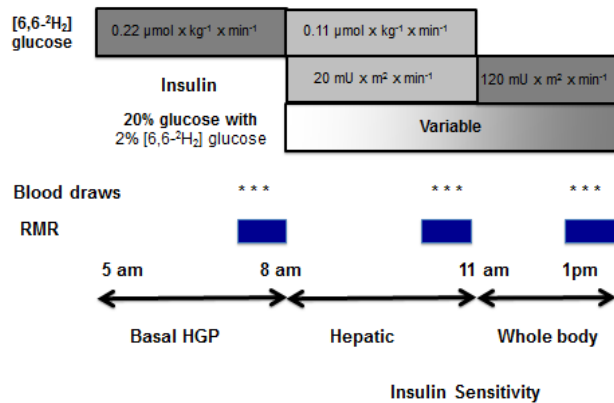 [6,6-²H₂]
glucose
0.22 µmol x kg⁻¹ x min⁻¹
0.11 µmol x kg⁻¹ x min⁻¹
Insulin
20 mU x m² x min⁻¹
120 mU x m² x min⁻¹
20% glucose with
2% [6,6-²H₂] glucose
Variable
Blood draws
* * *
* * *
* * *
RMR
5 am
8 am
11 am
1pm
Basal HGP
Hepatic
Whole body
Insulin Sensitivity